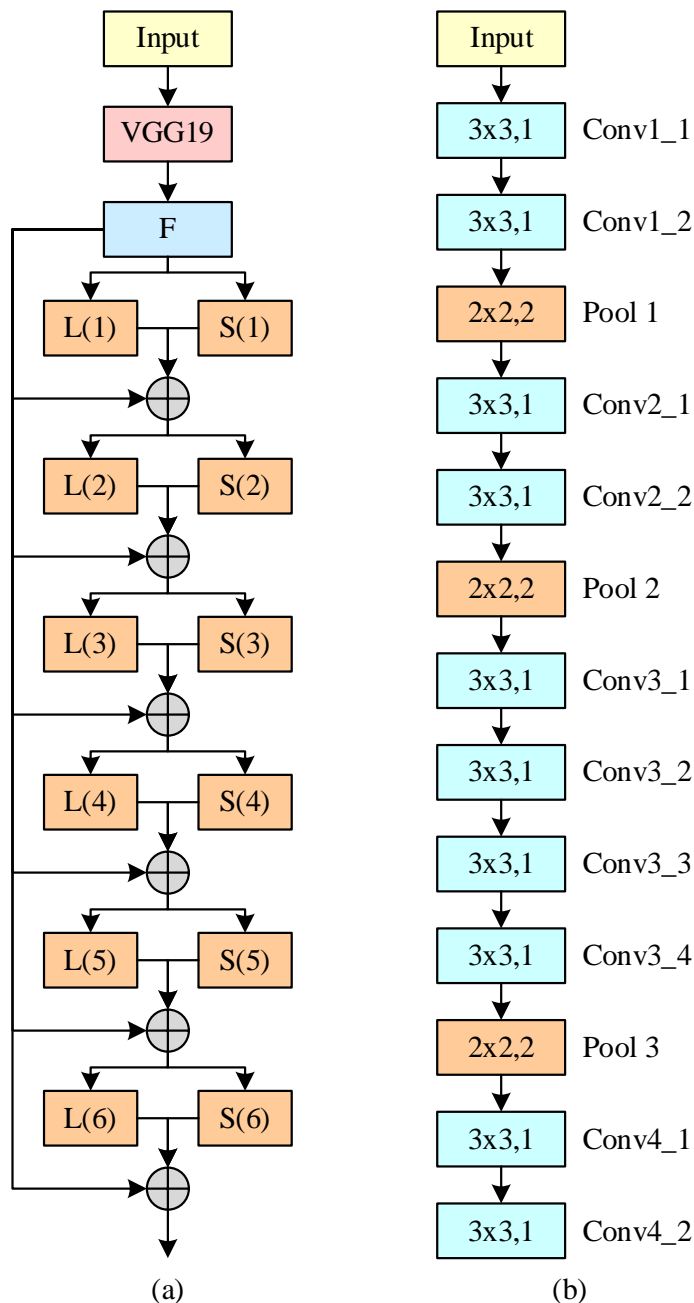 Input
VGG19
F
L(1) S(1)
L(2) S(2)
L(3) S(3)
L(4) S(4)
L(5) S(5)
L(6) S(6)
(a)
Input
3x3,1 Conv1_1
3x3,1 Conv1_2
2x2,2 Pool 1
3x3,1 Conv2_1
3x3,1 Conv2_2
2x2,2 Pool 2
3x3,1 Conv3_1
3x3,1 Conv3_2
3x3,1 Conv3_3
3x3,1 Conv3_4
2x2,2 Pool 3
3x3,1 Conv4_1
3x3,1 Conv4_2
(b)